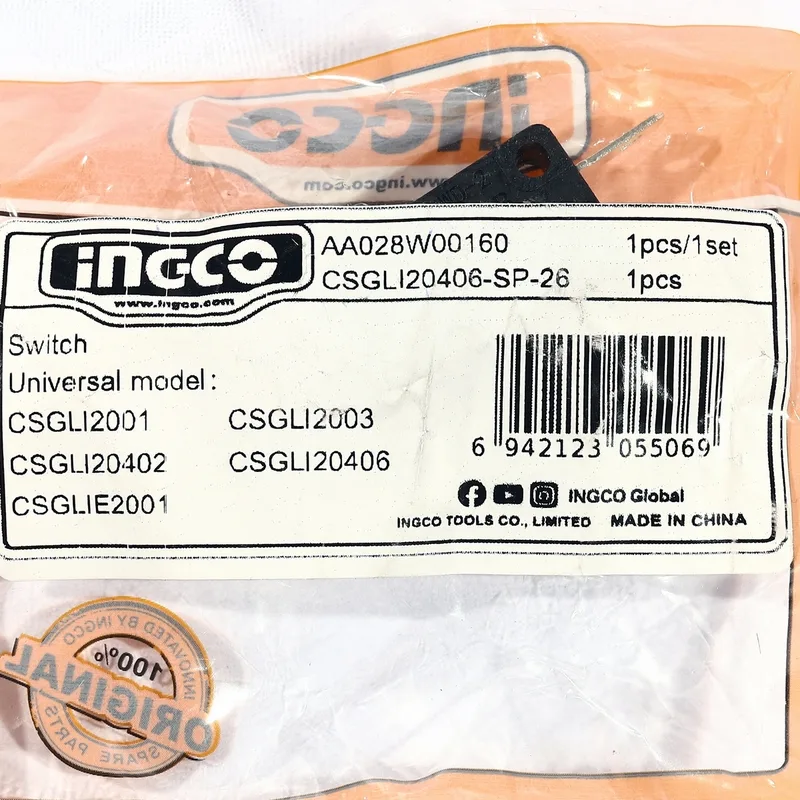 INGCO
www.ingco.com
INGCO
www.ingco.com
AA028W00160 1pcs/1set
CSGLI20406-SP-26 1pcs
Switch
Universal model:
CSGLI2001 CSGLI2003
CSGLI20402 CSGLI20406
CSGLIE2001
6 942123 055069
INGCO Global
INGCO TOOLS CO., LIMITED MADE IN CHINA
INNOVATED BY INGCO
100%
ORIGINAL
SPARE PARTS